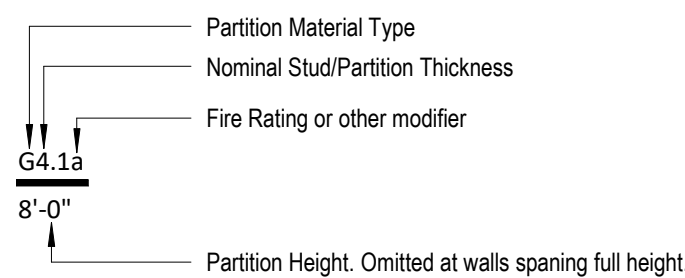 Partition Material Type
Nominal Stud/Partition Thickness
Fire Rating or other modifier
G4.1a
8'-0"
Partition Height. Omitted at walls spaning full height